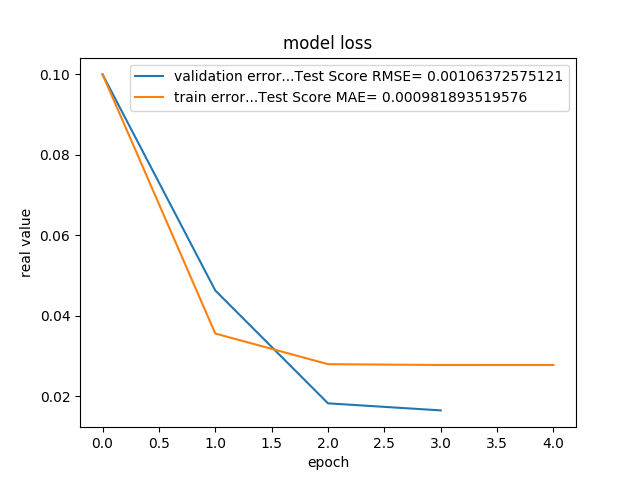 model loss
validation error...Test Score RMSE= 0.00106372575121
train error...Test Score MAE= 0.000981893519576
0.10
0.08
0.06
0.04
0.02
real value
0.0 0.5 1.0 1.5 2.0 2.5 3.0 3.5 4.0
epoch